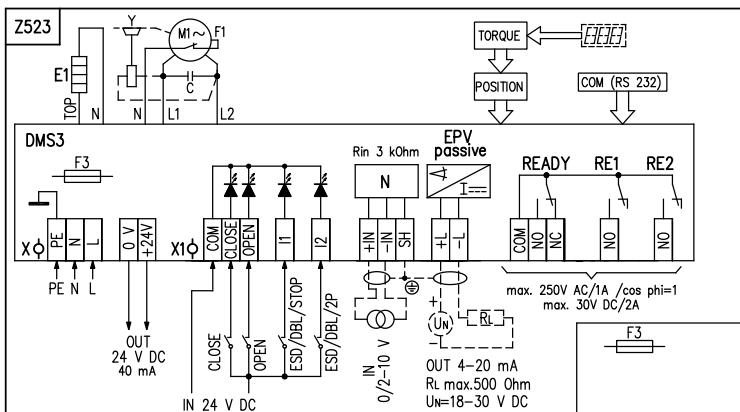 Z523
Y
M1~
F1
TORQUE
E1
C
POSITION
COM (RS 232)
TOP
N
N
L1
L2
DMS3
F3
Rin 3 kOhm
EPV
passive
READY
RE1
RE2
N
I
X
PE
N
L
0 V
+24V
X1
COM
CLOSE
OPEN
I1
I2
+IN
-IN
SH
+L
-L
COM
NO
NC
NO
NO
PE
N
L
OUT
24 V DC
40 mA
CLOSE
OPEN
ESD/DBL/STOP
ESD/DBL/2P
IN 24 V DC
IN
0/2-10 V
+
UN
-
RL
OUT 4-20 mA
RL max.500 Ohm
UN=18-30 V DC
max. 250V AC/1A /cos phi=1
max. 30V DC/2A
F3